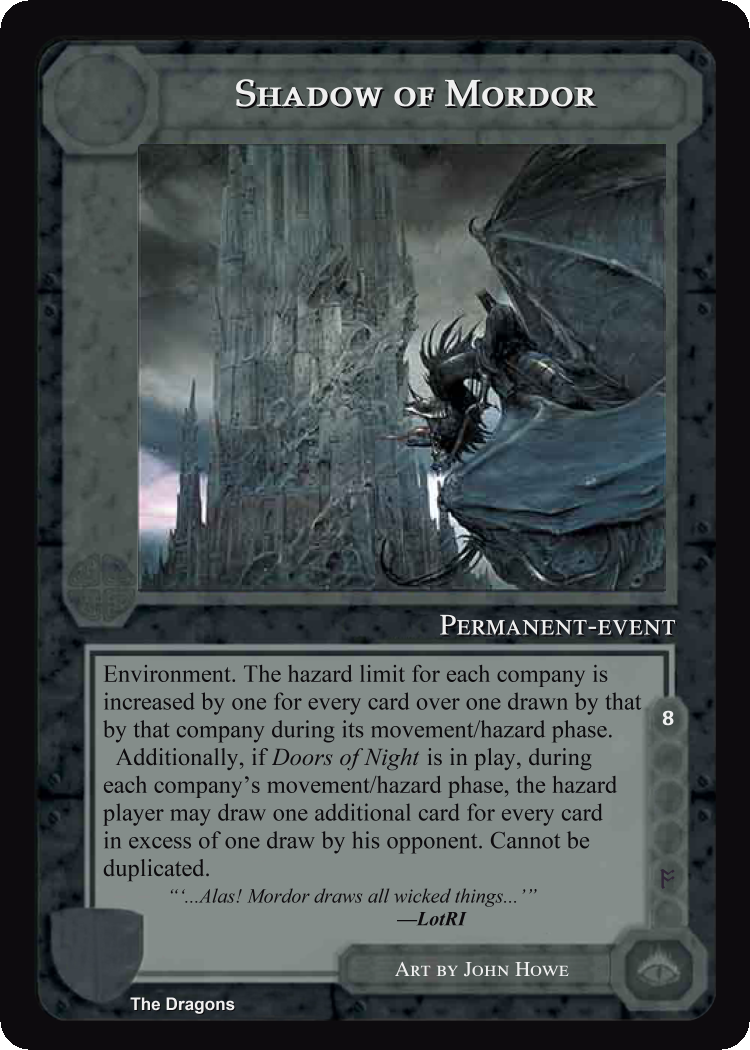 Shadow of Mordor
Permanent-event
Environment. The hazard limit for each company is
increased by one for every card over one drawn by that
by that company during its movement/hazard phase.
Additionally, if Doors of Night is in play, during
each company's movement/hazard phase, the hazard
player may draw one additional card for every card
in excess of one draw by his opponent. Cannot be
duplicated.
8
"'...Alas! Mordor draws all wicked things...'"
—LotRI
Art by John Howe
The Dragons